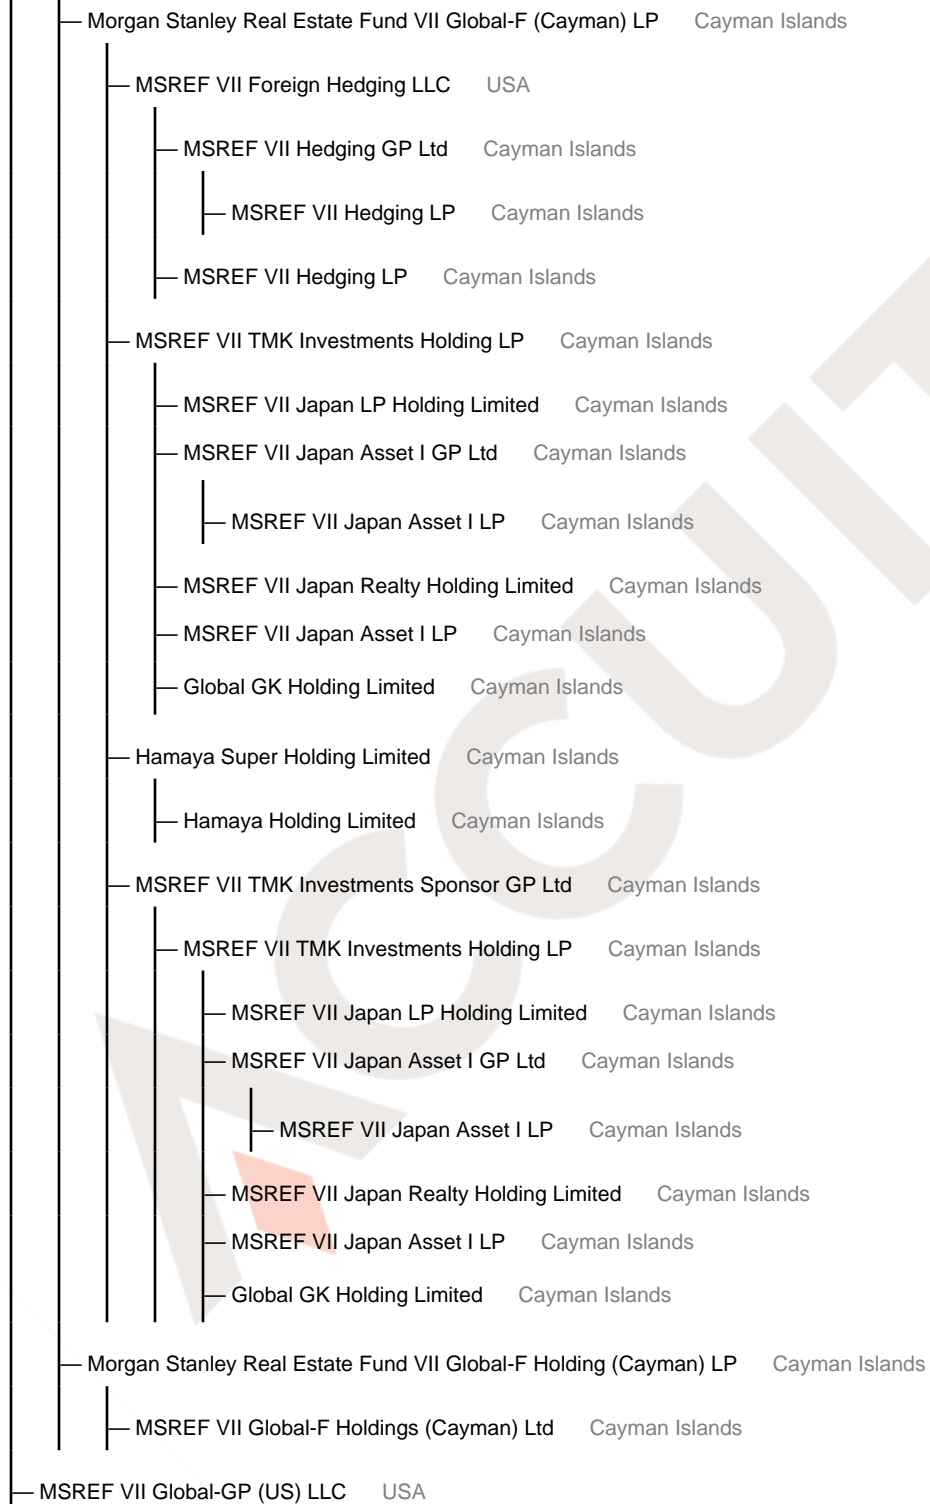 Morgan Stanley Real Estate Fund VII Global-F (Cayman) LP Cayman Islands
MSREF VII Foreign Hedging LLC USA
MSREF VII Hedging GP Ltd Cayman Islands
MSREF VII Hedging LP Cayman Islands
MSREF VII Hedging LP Cayman Islands
MSREF VII TMK Investments Holding LP Cayman Islands
MSREF VII Japan LP Holding Limited Cayman Islands
MSREF VII Japan Asset I GP Ltd Cayman Islands
MSREF VII Japan Asset I LP Cayman Islands
MSREF VII Japan Realty Holding Limited Cayman Islands
MSREF VII Japan Asset I LP Cayman Islands
Global GK Holding Limited Cayman Islands
Hamaya Super Holding Limited Cayman Islands
Hamaya Holding Limited Cayman Islands
MSREF VII TMK Investments Sponsor GP Ltd Cayman Islands
MSREF VII TMK Investments Holding LP Cayman Islands
MSREF VII Japan LP Holding Limited Cayman Islands
MSREF VII Japan Asset I GP Ltd Cayman Islands
MSREF VII Japan Asset I LP Cayman Islands
MSREF VII Japan Realty Holding Limited Cayman Islands
MSREF VII Japan Asset I LP Cayman Islands
Global GK Holding Limited Cayman Islands
Morgan Stanley Real Estate Fund VII Global-F Holding (Cayman) LP Cayman Islands
MSREF VII Global-F Holdings (Cayman) Ltd Cayman Islands
MSREF VII Global-GP (US) LLC USA
ACCUIT